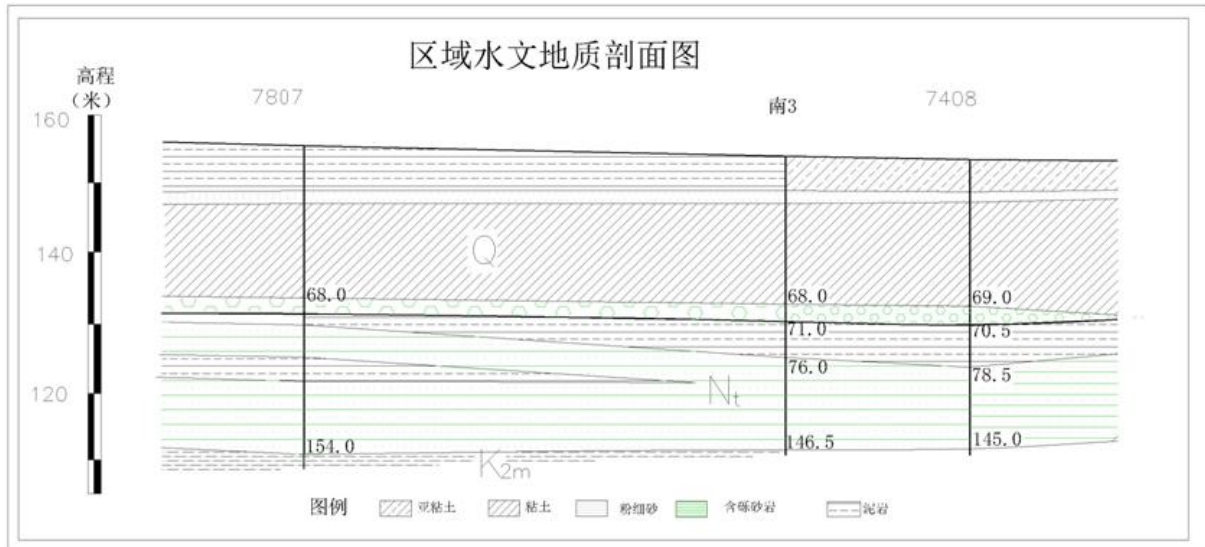 区域水文地质剖面图
高程
（米）
7807
南3
7408
160
140
120
Q
68.0
68.0
69.0
71.0
70.5
76.0
78.5
Nt
154.0
146.5
145.0
K2m
图例
亚粘土
粘土
粉细砂
含砾砂岩
泥岩